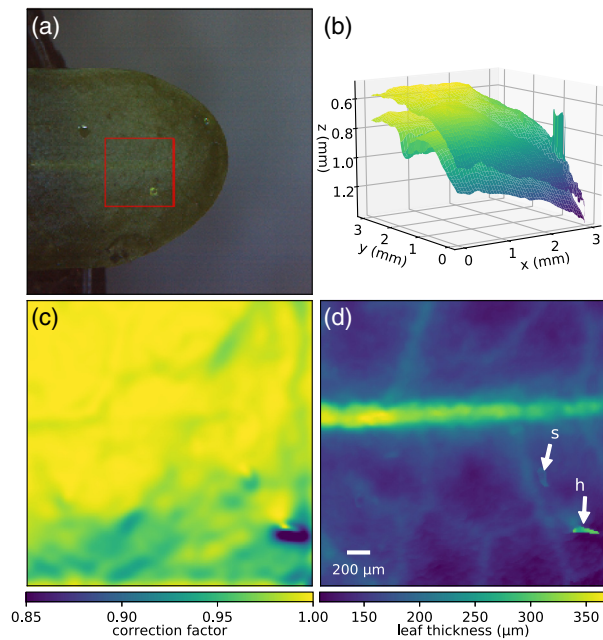 (a)
(b)
0.6
0.8
1.0
1.2
z (mm)
3
2
1
0
y (mm)
0
1
2
3
x (mm)
(c)
(d)
s
h
200 μm
0.85
0.90
0.95
1.00
correction factor
150
200
250
300
350
leaf thickness (μm)